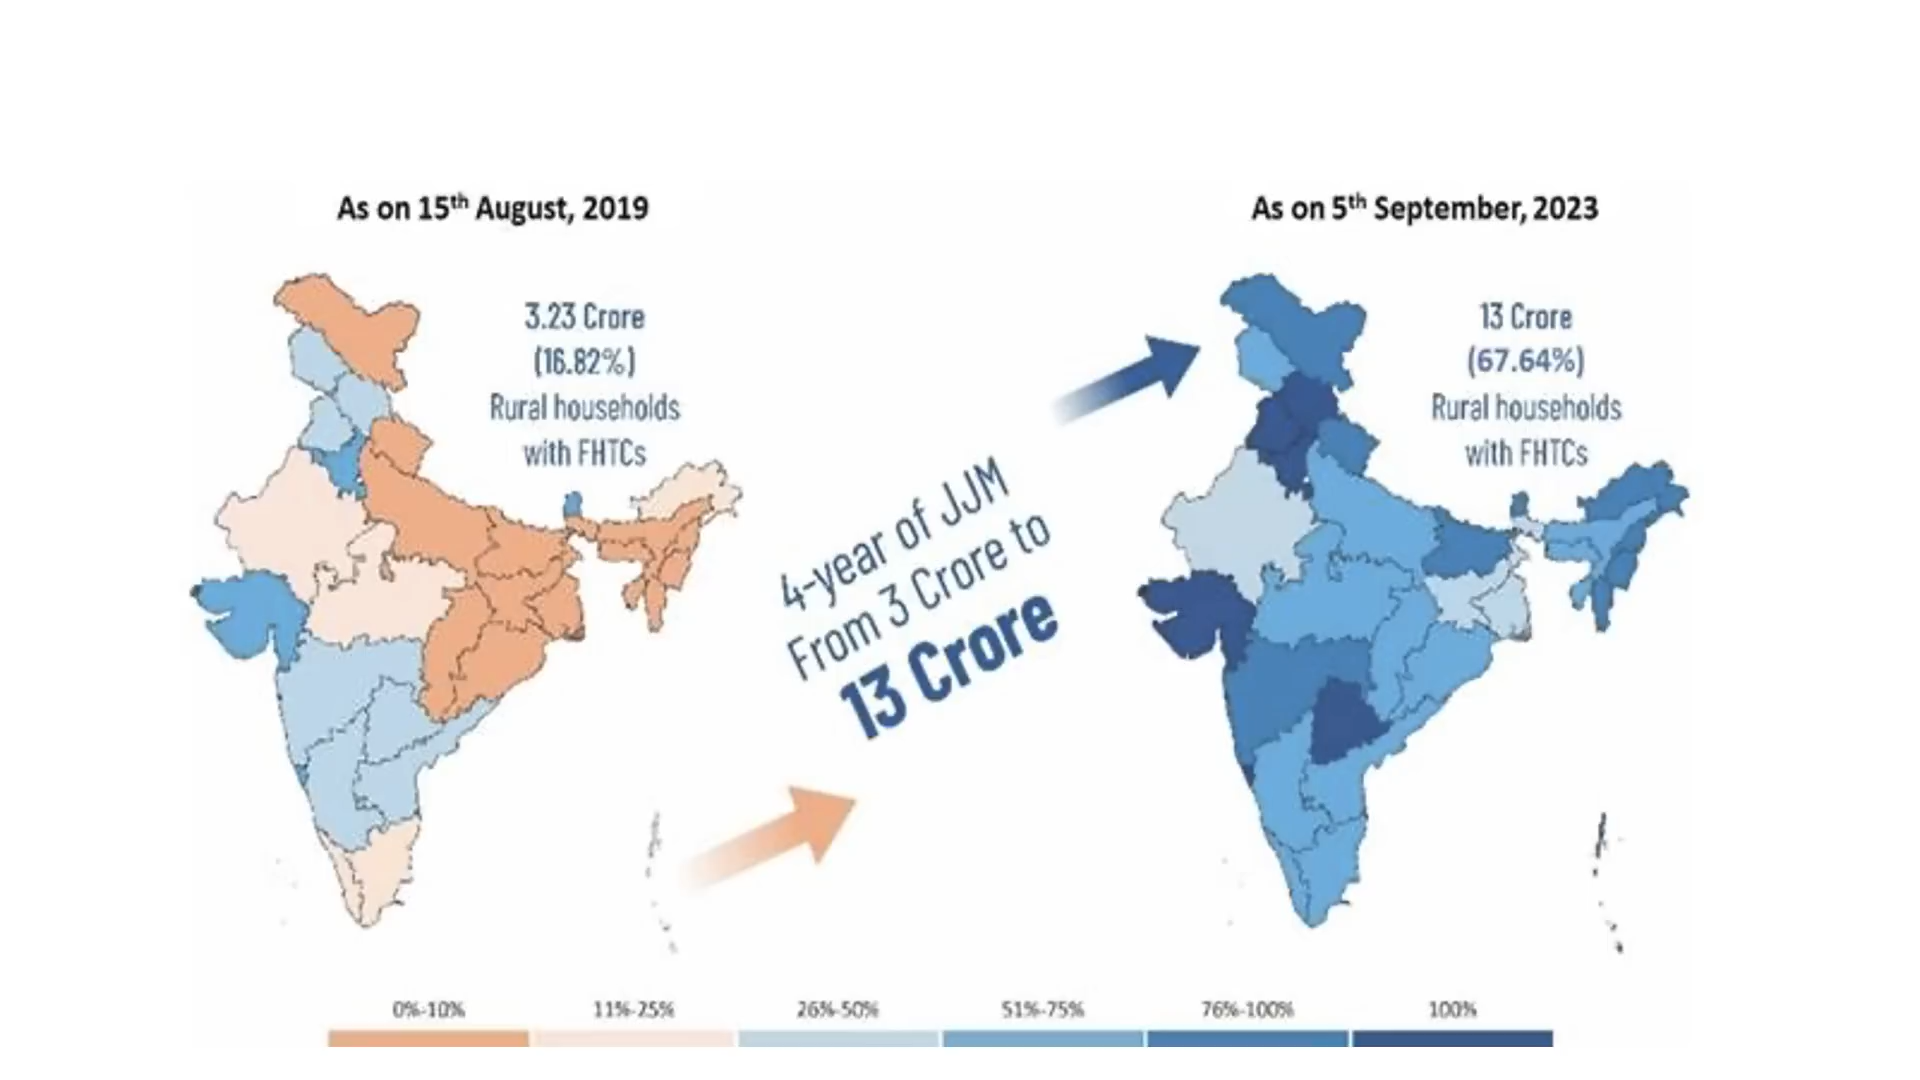 As on 15th August, 2019
3.23 Crore
(16.82%)
Rural households
with FHTCs
4-year of JJM
From 3 Crore to
13 Crore
As on 5th September, 2023
13 Crore
(67.64%)
Rural households
with FHTCs
0%-10% 11%-25% 26%-50% 51%-75% 76%-100% 100%